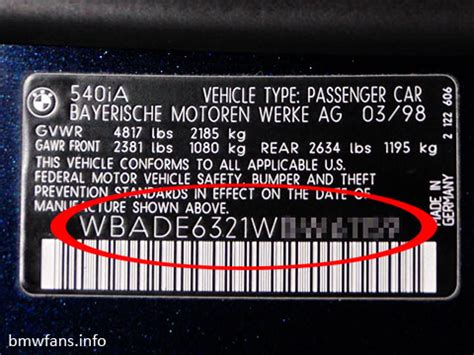 540iA VEHICLE TYPE: PASSENGER CAR
BAYERISCHE MOTOREN WERKE AG 03/98
GVWR 4817 lbs 2185 kg
GAWR FRONT 2381 lbs 1080 kg REAR 2634 lbs 1195 kg
THIS VEHICLE CONFORMS TO ALL APPLICABLE U.S.
FEDERAL MOTOR VEHICLE SAFETY, BUMPER AND THEFT
PREVENTION STANDARDS IN EFFECT ON THE DATE OF
MANUFACTURE SHOWN ABOVE.
WBADE6321W
MADE IN
GERMANY
2 122 606
bmwfans.info